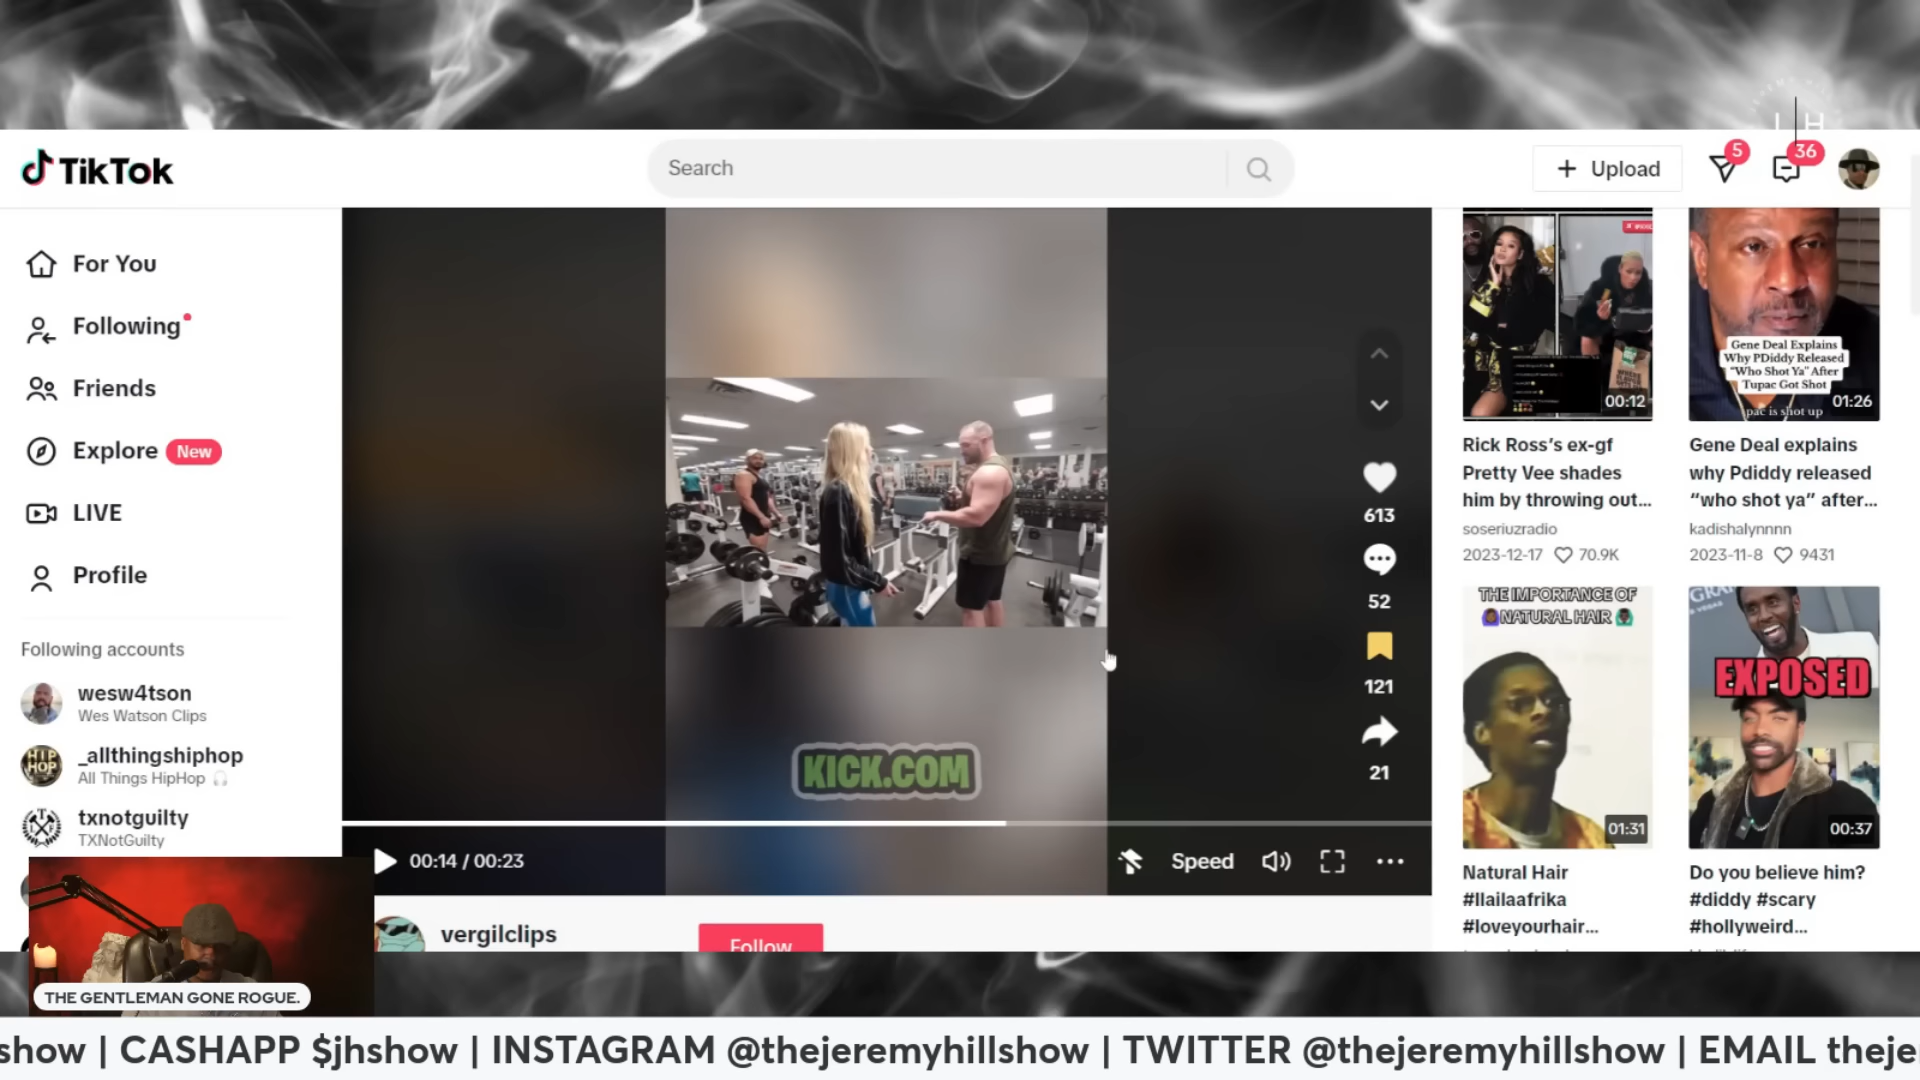 L H
TikTok
Search
Upload
5
36
For You
Following
Friends
Explore New
LIVE
Profile
Following accounts
wesw4tson
Wes Watson Clips
HIP HOP
_allthingshiphop
All Things HipHop
txnotguilty
TXNotGuilty
KICK.COM
613
52
121
21
00:14 / 00:23
Speed
vergilclips
Follow
00:12
Rick Ross’s ex-gf
Pretty Vee shades
him by throwing out...
soseriuzradio
2023-12-17 70.9K
Gene Deal Explains
Why PDiddy Released
"Who Shot Ya" After
Tupac Got Shot
pac is shot up
01:26
Gene Deal explains
why Pdiddy released
“who shot ya” after...
kadishalynnnn
2023-11-8 9431
THE IMPORTANCE OF
NATURAL HAIR
01:31
Natural Hair
#llailaafrika
#loveyourhair...
EXPOSED
00:37
Do you believe him?
#diddy #scary
#hollyweird...
THE GENTLEMAN GONE ROGUE.
show | CASHAPP $jhshow | INSTAGRAM @thejeremyhillshow | TWITTER @thejeremyhillshow | EMAIL theje